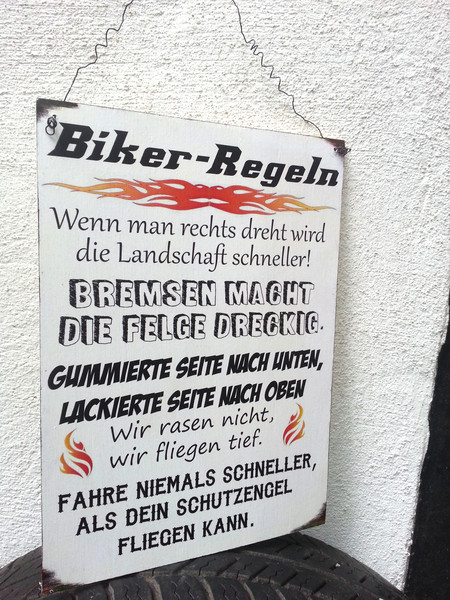 Biker-Regeln
Wenn man rechts dreht wird
die Landschaft schneller!
BREMSEN MACHT
DIE FELGE DRECKIG.
GUMMIERTE SEITE NACH UNTEN,
LACKIERTE SEITE NACH OBEN
Wir rasen nicht,
wir fliegen tief.
FAHRE NIEMALS SCHNELLER,
ALS DEIN SCHUTZENGEL
FLIEGEN KANN.